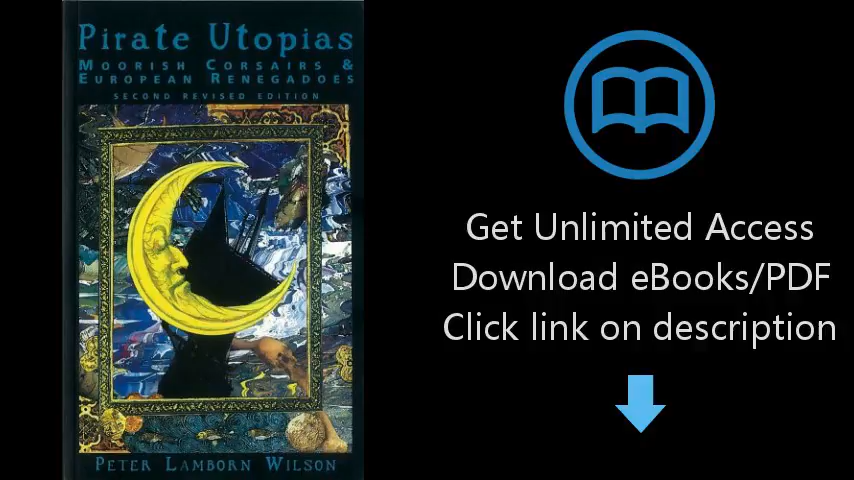 Pirate Utopias
MOORISH CORSAIRS &
EUROPEAN RENEGADOES
SECOND REVISED EDITION
PETER LAMBORN WILSON
Get Unlimited Access
Download eBooks/PDF
Click link on description